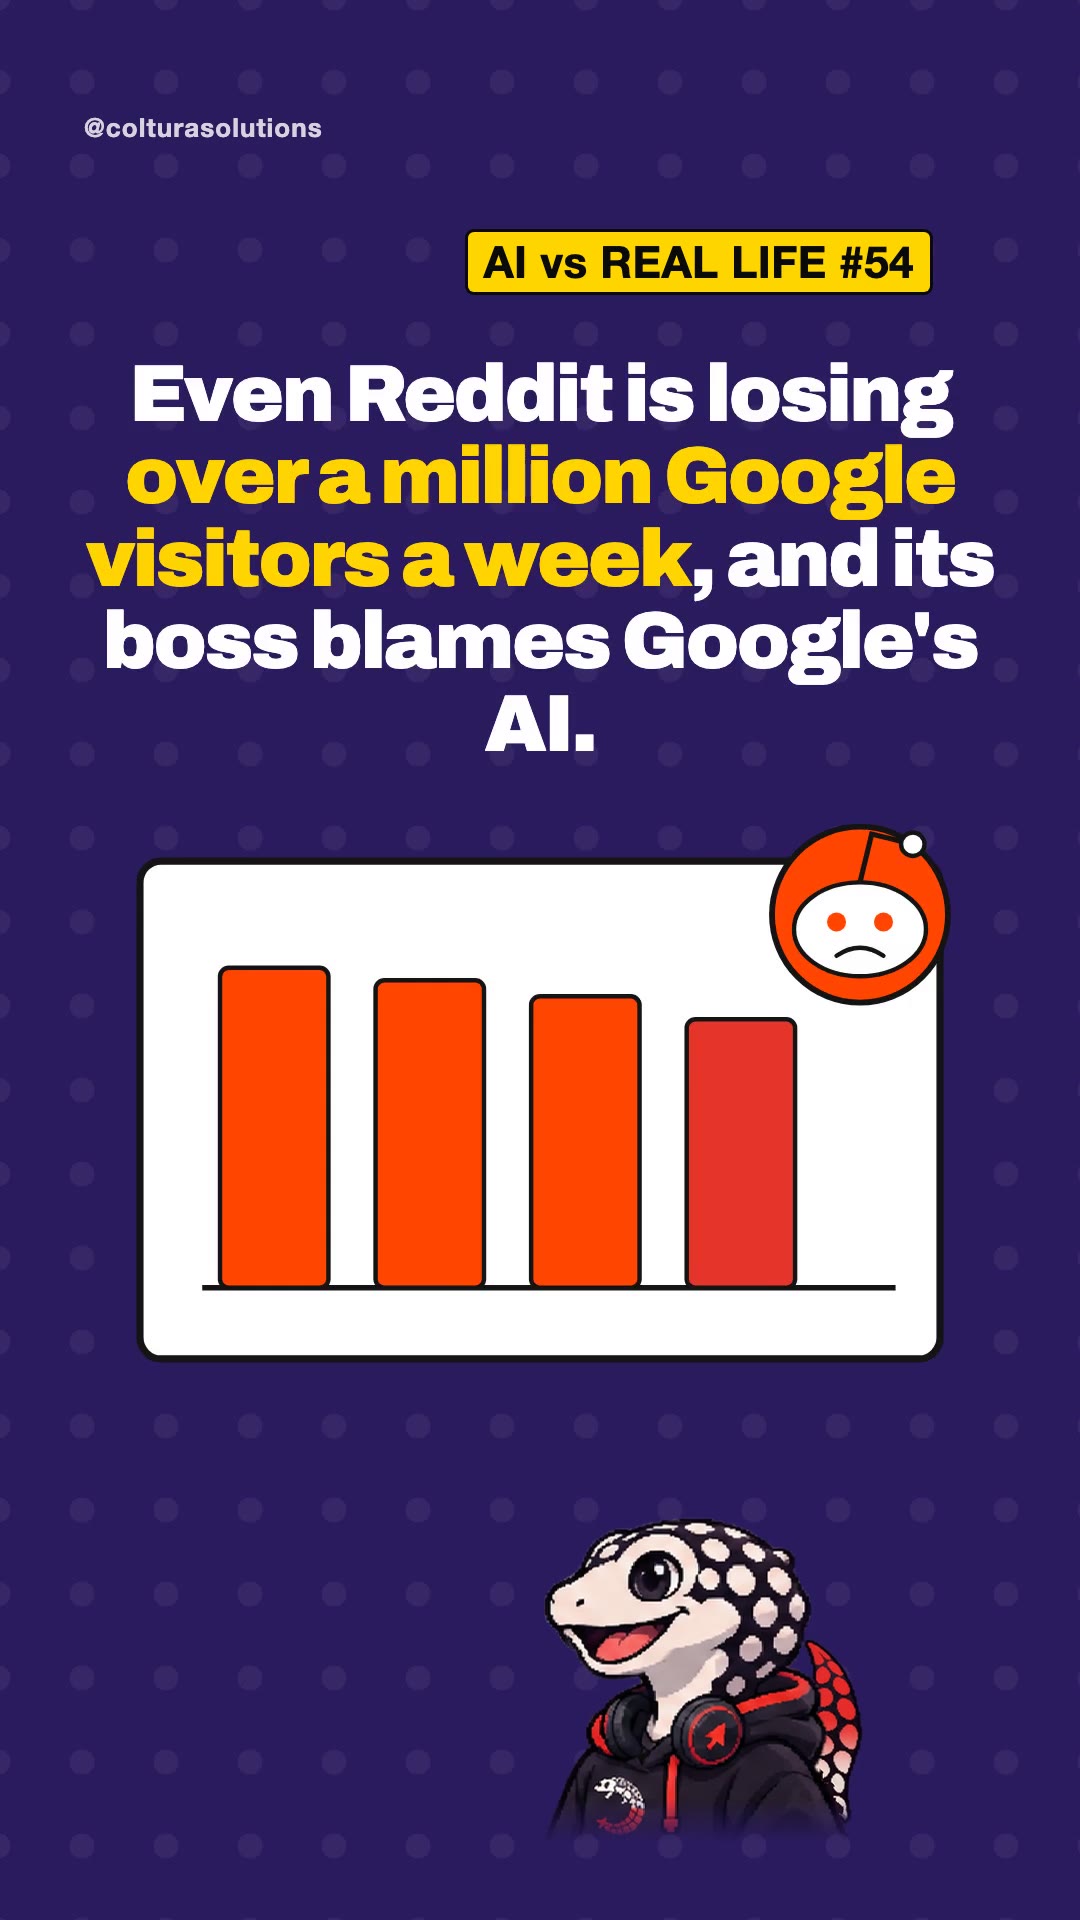 @colturasolutions
AI vs REAL LIFE #54
Even Reddit is losing
over a million Google
visitors a week, and its
boss blames Google's
AI.